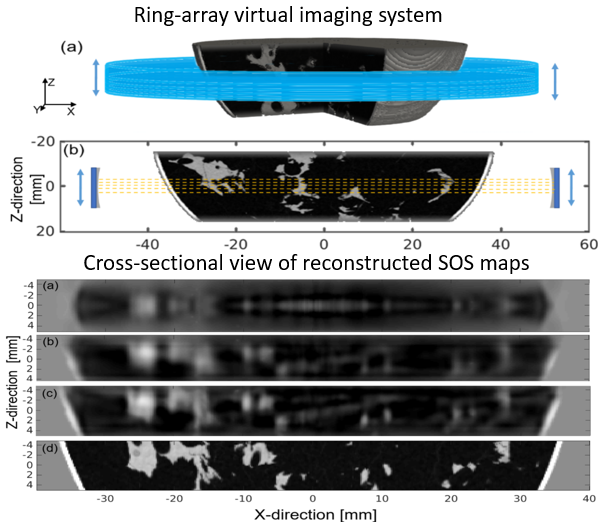 Ring-array virtual imaging system
(a)
Z
Y
X
(b)
Z-direction
[mm]
-20
0
20
-40 -20 0 20 40 60
Cross-sectional view of reconstructed SOS maps
(a)
-4
-2
0
2
4
(b)
-4
-2
0
2
4
(c)
-4
-2
0
2
4
(d)
-4
-2
0
2
4
Z-direction [mm]
-30 -20 -10 0 10 20 30 40
X-direction [mm]